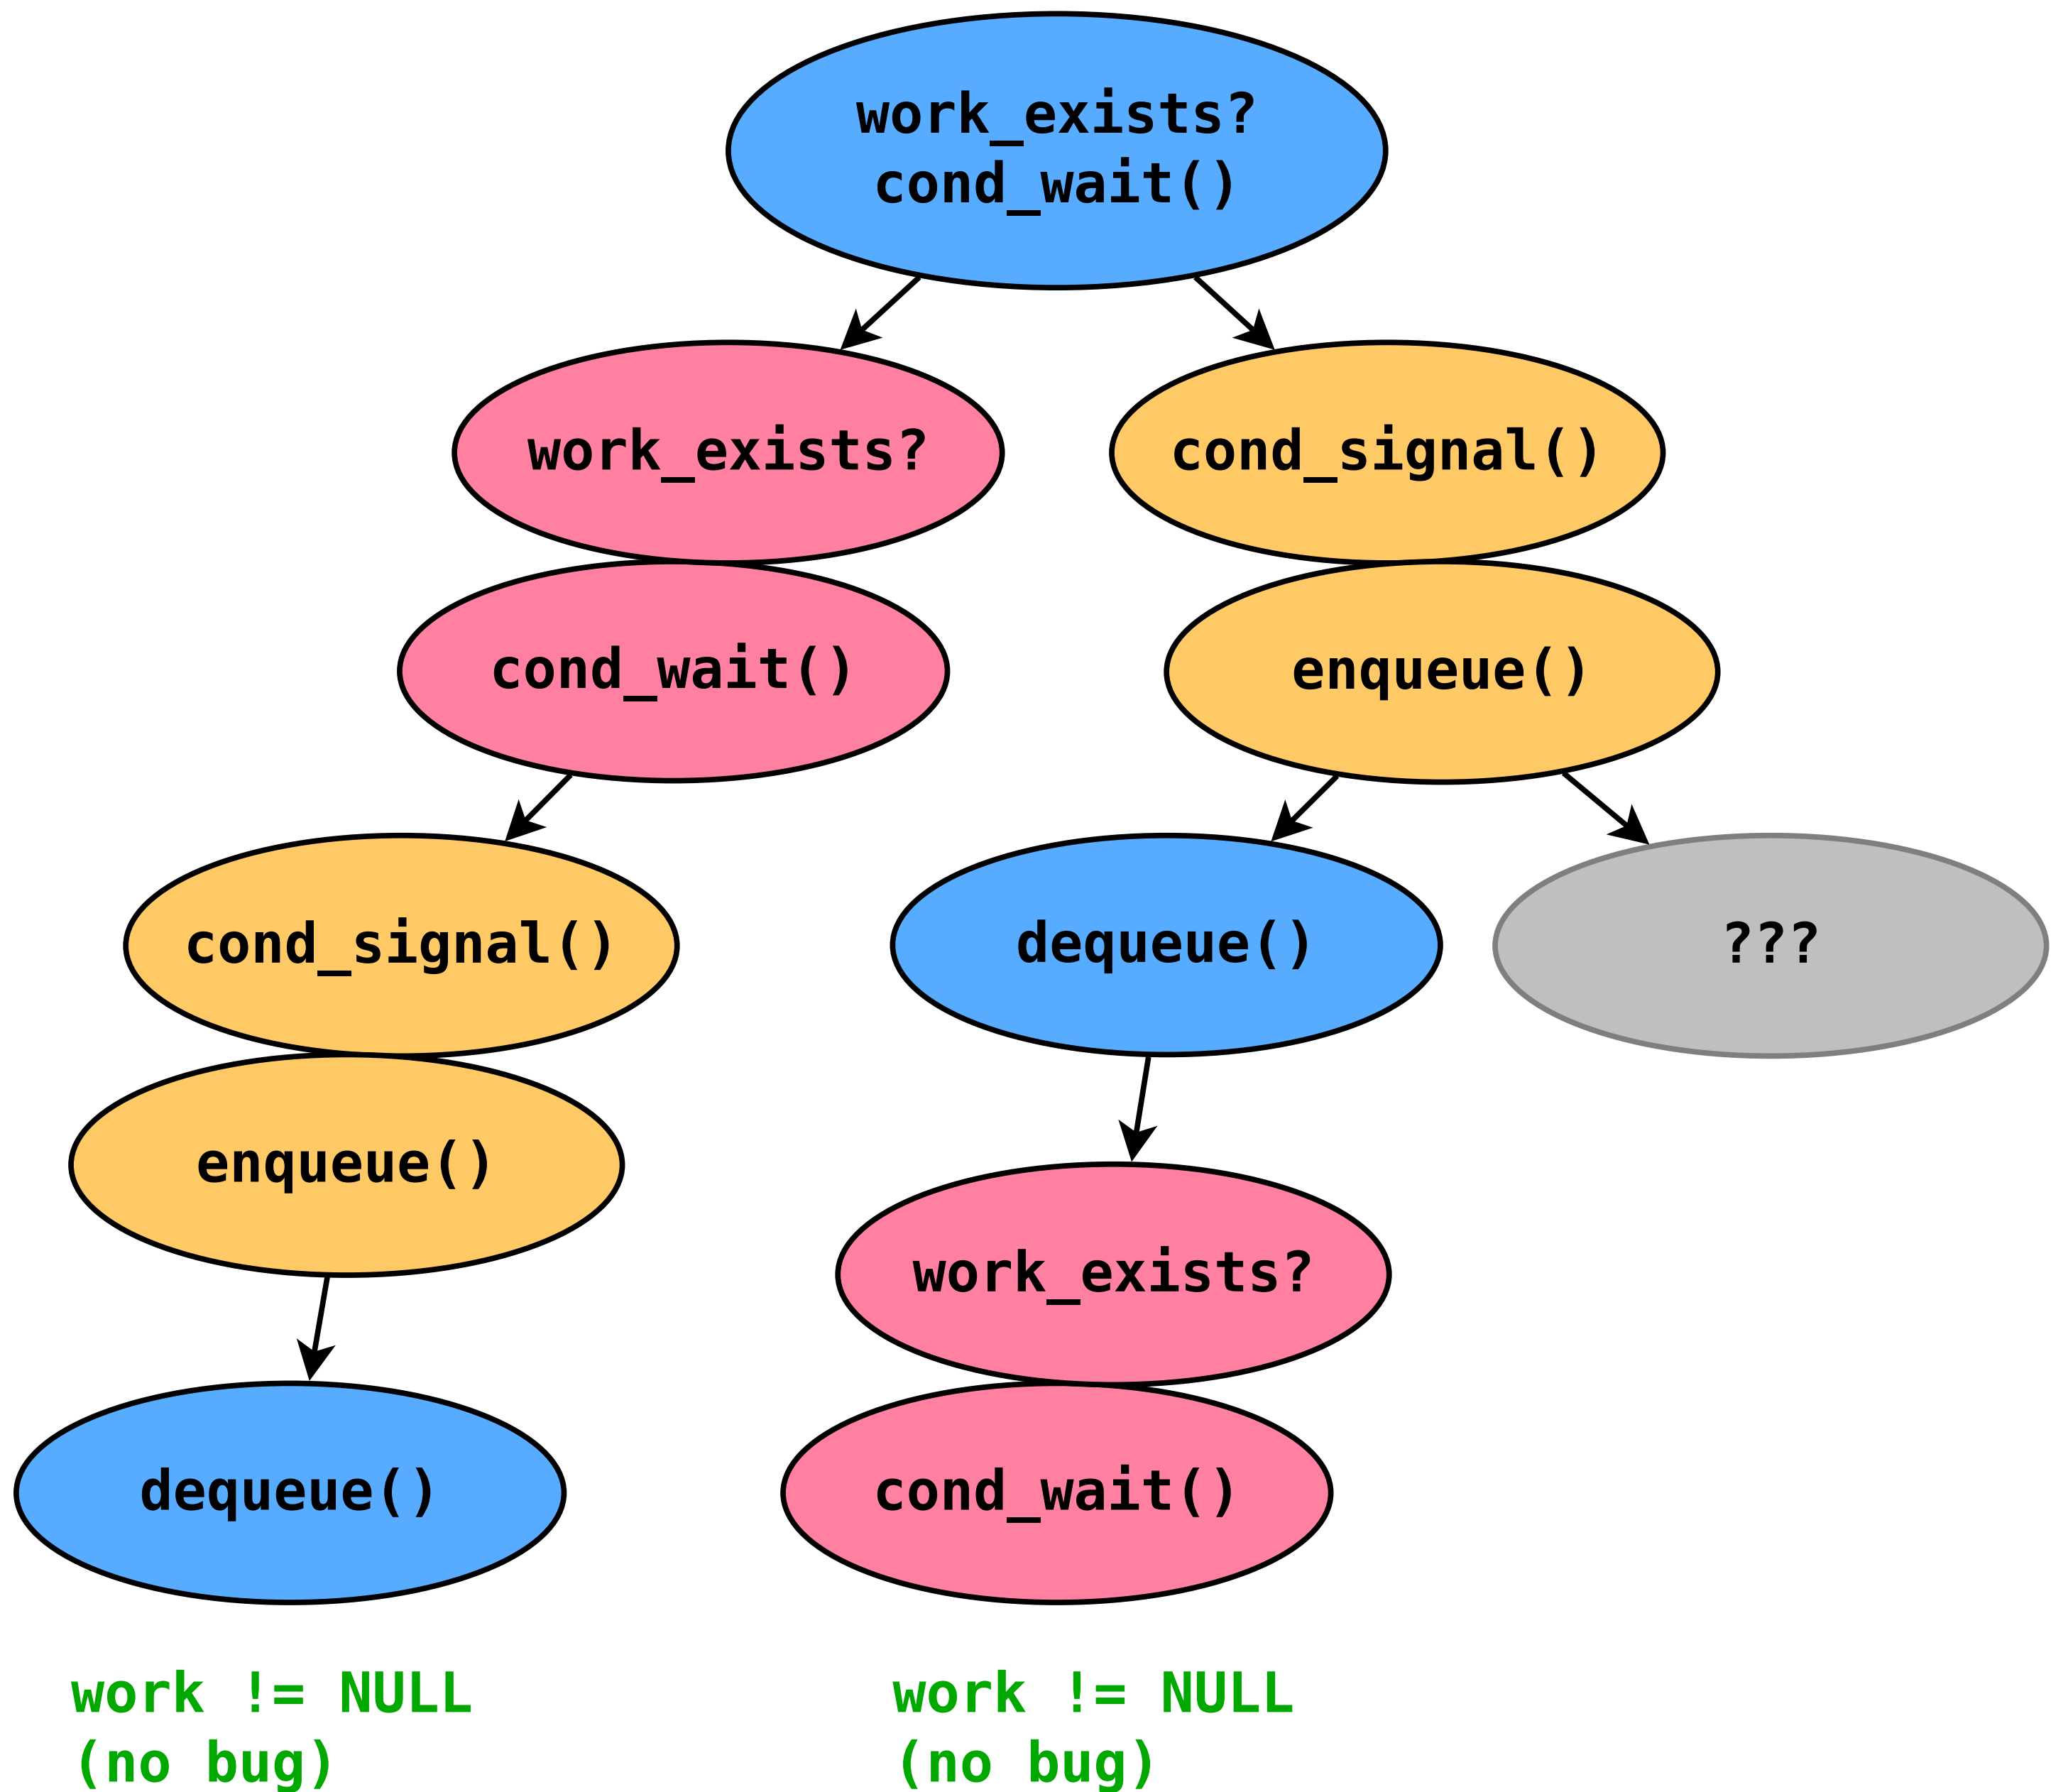 work_exists?
cond_wait()
work_exists?
cond_signal()
cond_wait()
enqueue()
cond_signal()
dequeue()
???
enqueue()
work_exists?
dequeue()
cond_wait()
work != NULL
(no bug)
work != NULL
(no bug)